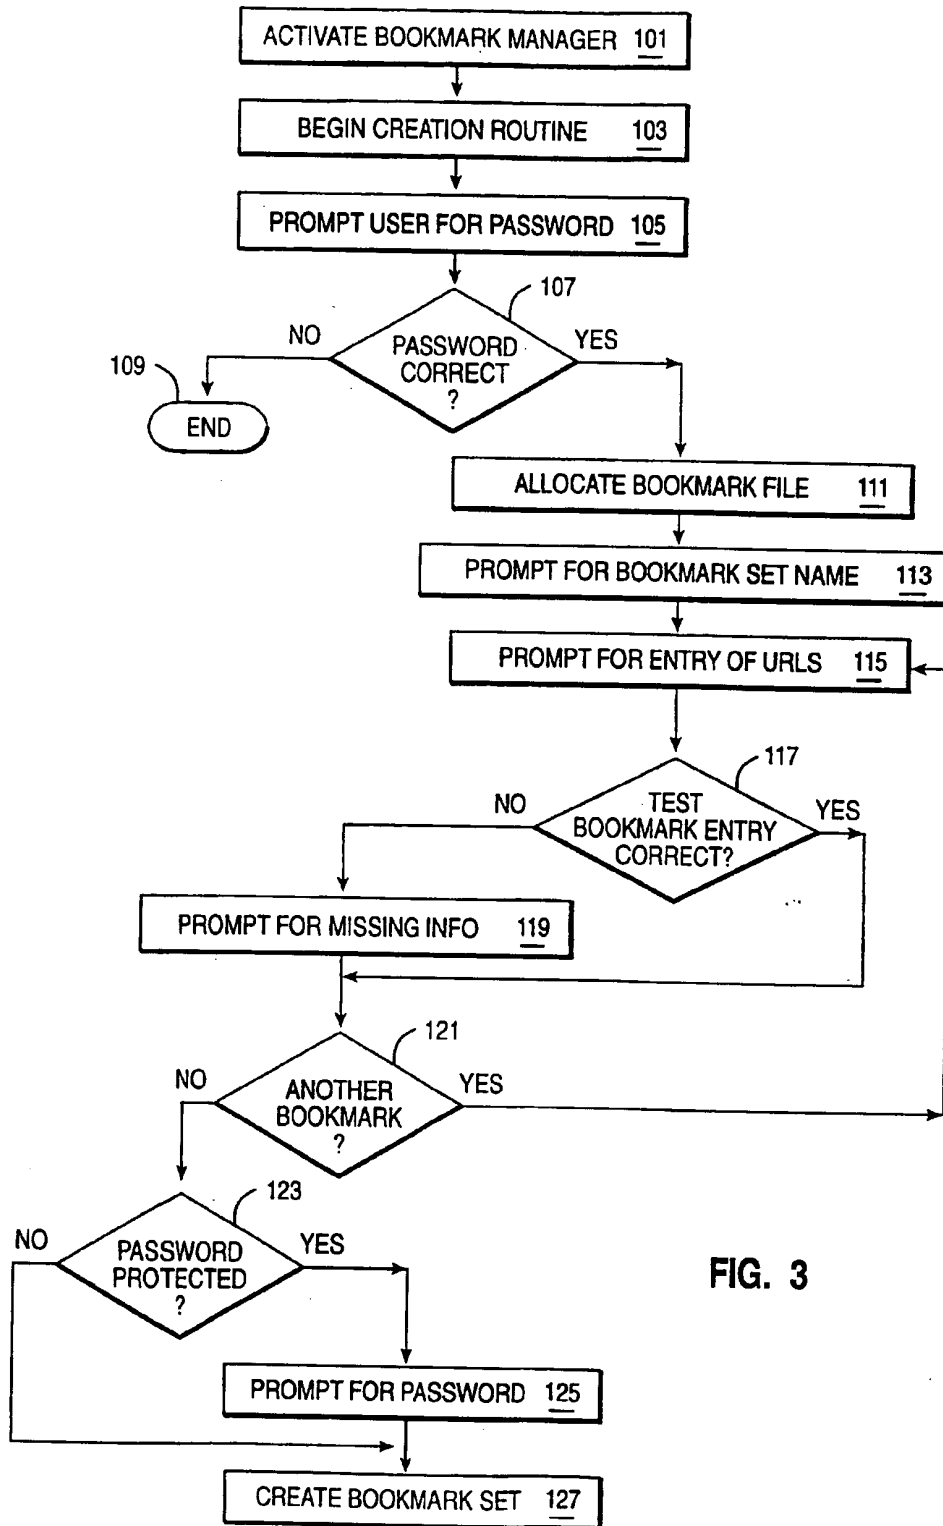 ACTIVATE BOOKMARK MANAGER 101
BEGIN CREATION ROUTINE 103
PROMPT USER FOR PASSWORD 105
107
NO
PASSWORD
CORRECT
?
YES
109
END
ALLOCATE BOOKMARK FILE 111
PROMPT FOR BOOKMARK SET NAME 113
PROMPT FOR ENTRY OF URLS 115
117
NO
TEST
BOOKMARK ENTRY
CORRECT?
YES
PROMPT FOR MISSING INFO 119
121
NO
ANOTHER
BOOKMARK
?
YES
123
NO
PASSWORD
PROTECTED
?
YES
FIG. 3
PROMPT FOR PASSWORD 125
CREATE BOOKMARK SET 127